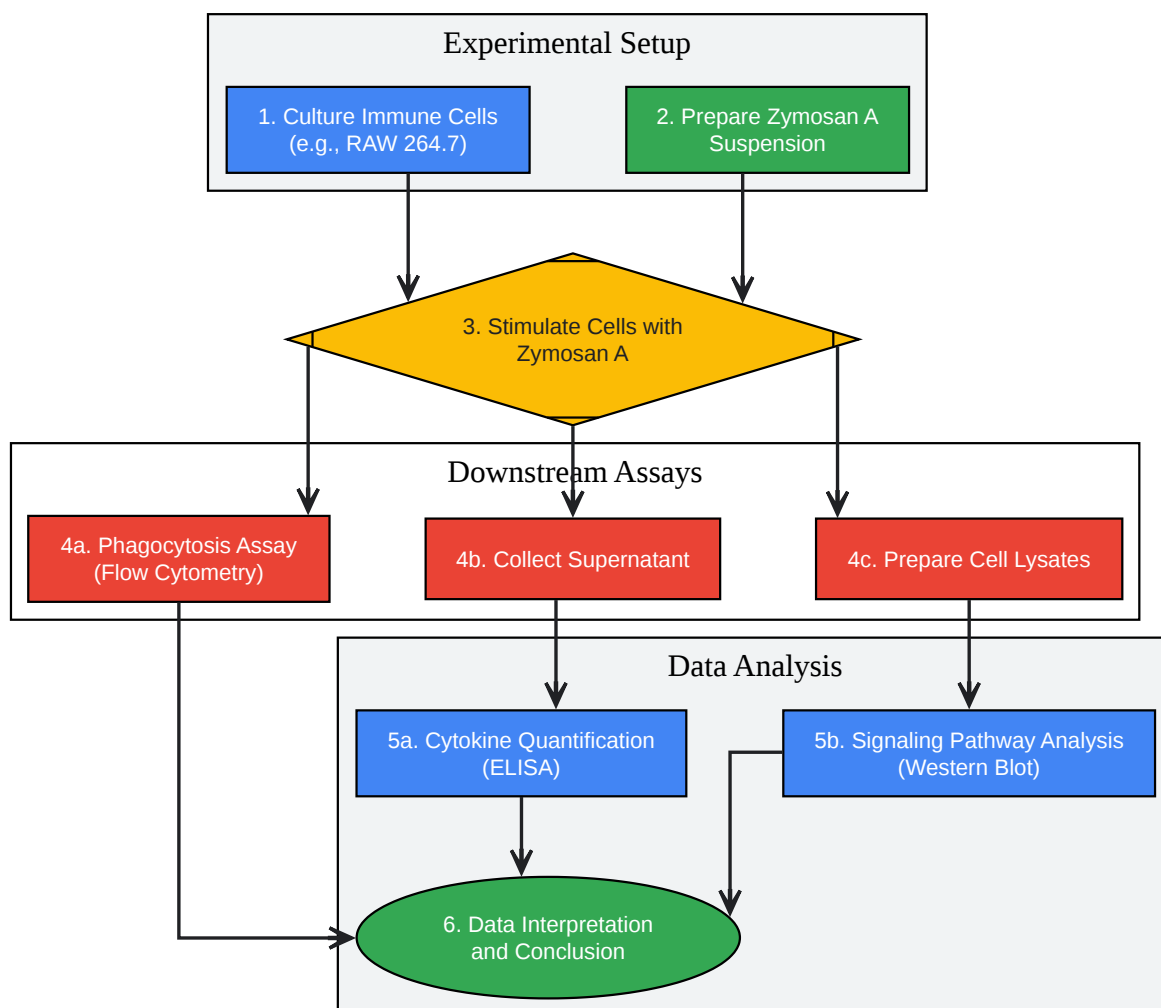 Experimental Setup
1. Culture Immune Cells
(e.g., RAW 264.7)
2. Prepare Zymosan A
Suspension
3. Stimulate Cells with
Zymosan A
Downstream Assays
4a. Phagocytosis Assay
(Flow Cytometry)
4b. Collect Supernatant
4c. Prepare Cell Lysates
Data Analysis
5a. Cytokine Quantification
(ELISA)
5b. Signaling Pathway Analysis
(Western Blot)
6. Data Interpretation
and Conclusion